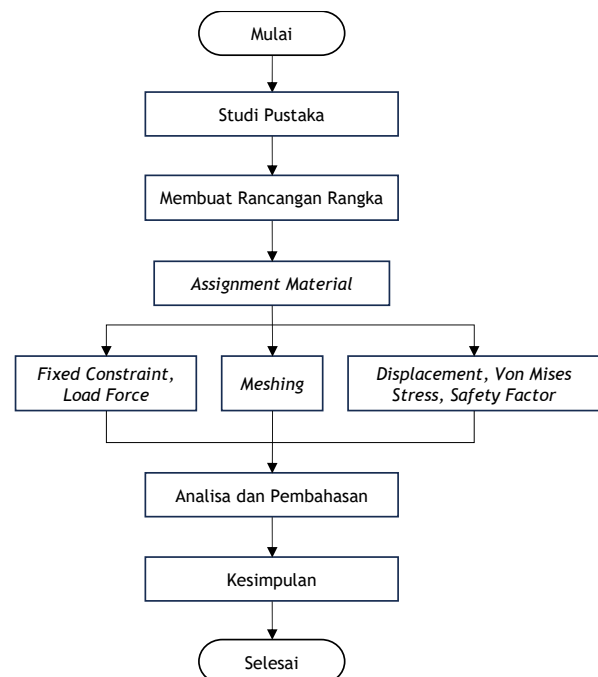 Mulai
Studi Pustaka
Membuat Rancangan Rangka
Assignment Material
Fixed Constraint,
Load Force
Meshing
Displacement, Von Mises
Stress, Safety Factor
Analisa dan Pembahasan
Kesimpulan
Selesai